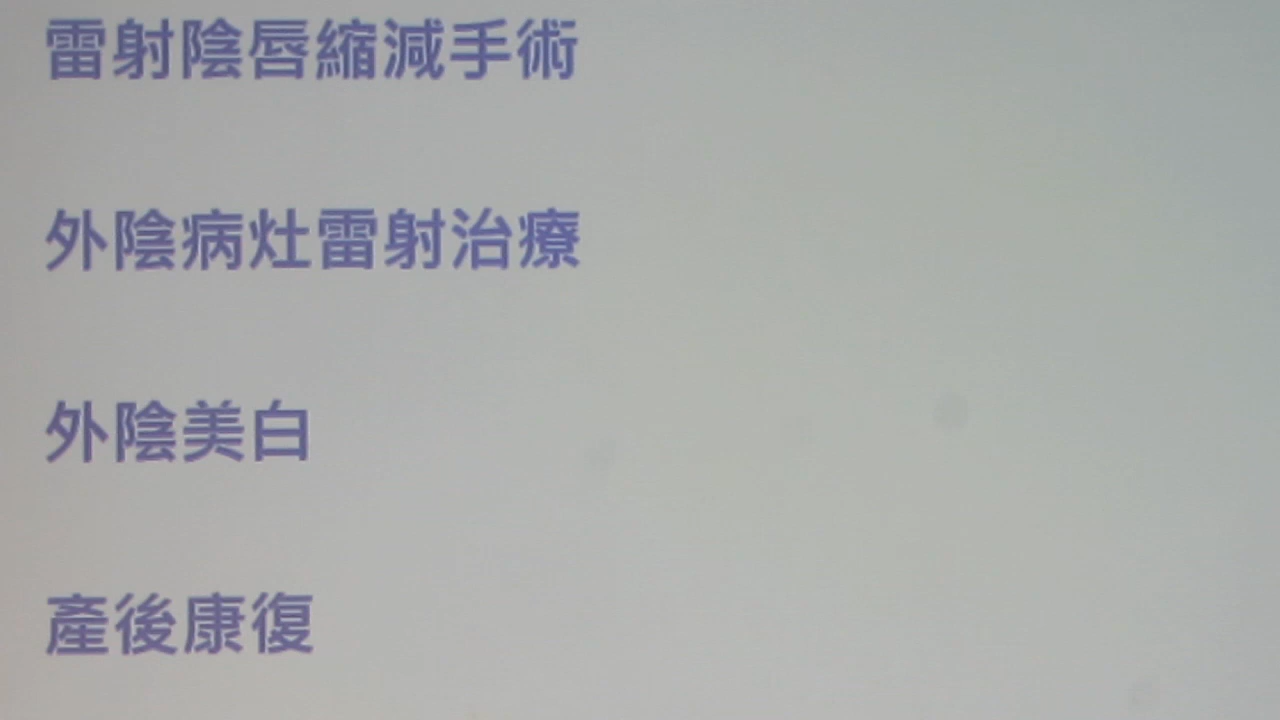 雷射陰唇縮減手術
外陰病灶雷射治療
外陰美白
產後康復